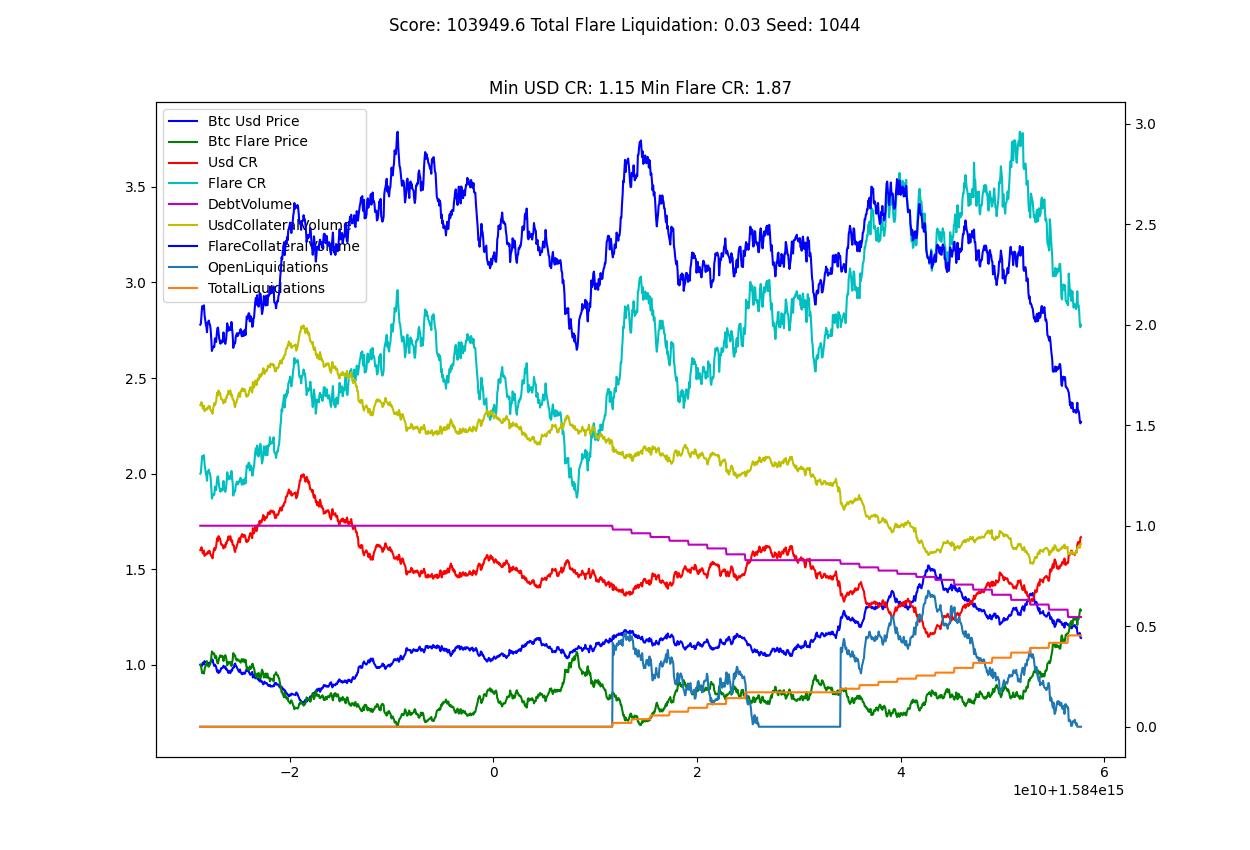 Score: 103949.6 Total Flare Liquidation: 0.03 Seed: 1044
Min USD CR: 1.15 Min Flare CR: 1.87
Btc Usd Price
Btc Flare Price
Usd CR
Flare CR
DebtVolume
UsdCollateralVolume
FlareCollateralVolume
OpenLiquidations
TotalLiquidations
3.5
3.0
2.5
2.0
1.5
1.0
3.0
2.5
2.0
1.5
1.0
0.5
0.0
−2
0
2
4
6
1e10+1.584e15